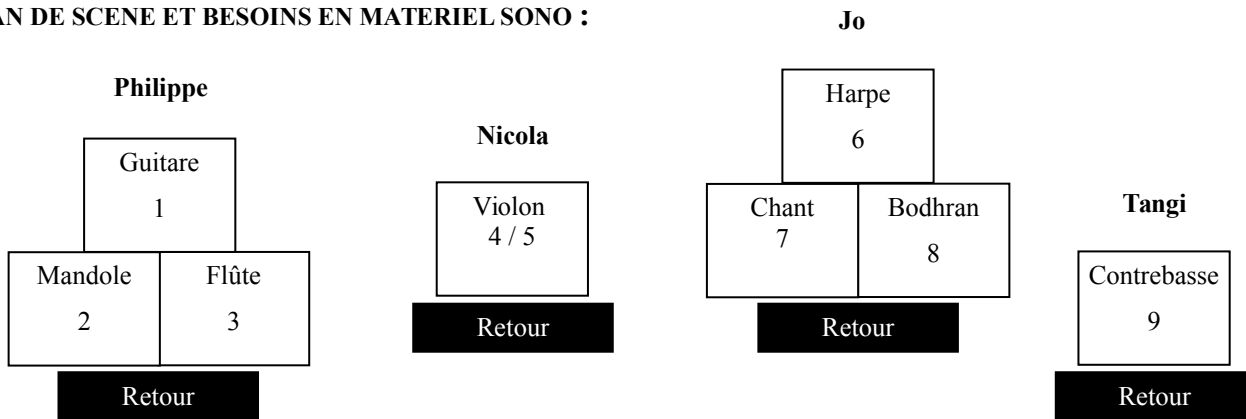 AN DE SCENE ET BESOINS EN MATERIEL SONO :
Philippe
Guitare
1
Mandole
2
Flûte
3
Retour
Nicola
Violon
4 / 5
Retour
Jo
Harpe
6
Chant
7
Bodhran
8
Retour
Tangi
Contrebasse
9
Retour